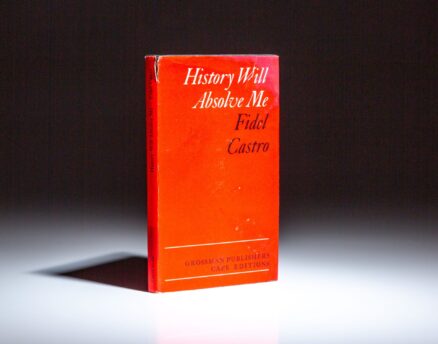 History Will
Absolve Me
Fidel
Castro
GROSSMAN PUBLISHERS
CAPE EDITIONS